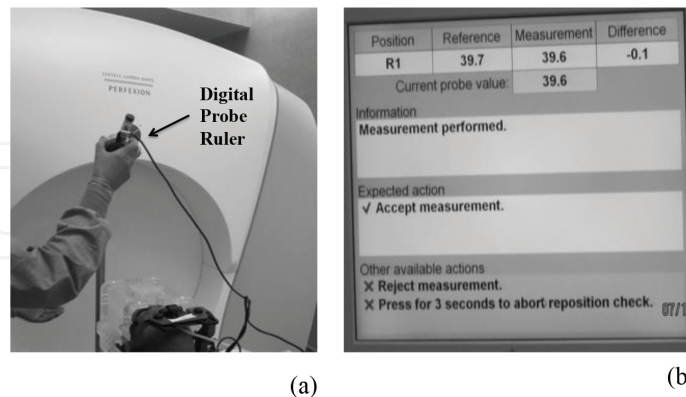 LEKSELL GAMMA KNIFE
PERFEXION
Digital
Probe
Ruler
(a)
Position Reference Measurement Difference
R1 39.7 39.6 -0.1
Current probe value: 39.6
Information
Measurement performed.
Expected action
√ Accept measurement.
Other available actions
X Reject measurement.
X Press for 3 seconds to abort reposition check.
07/1
(b